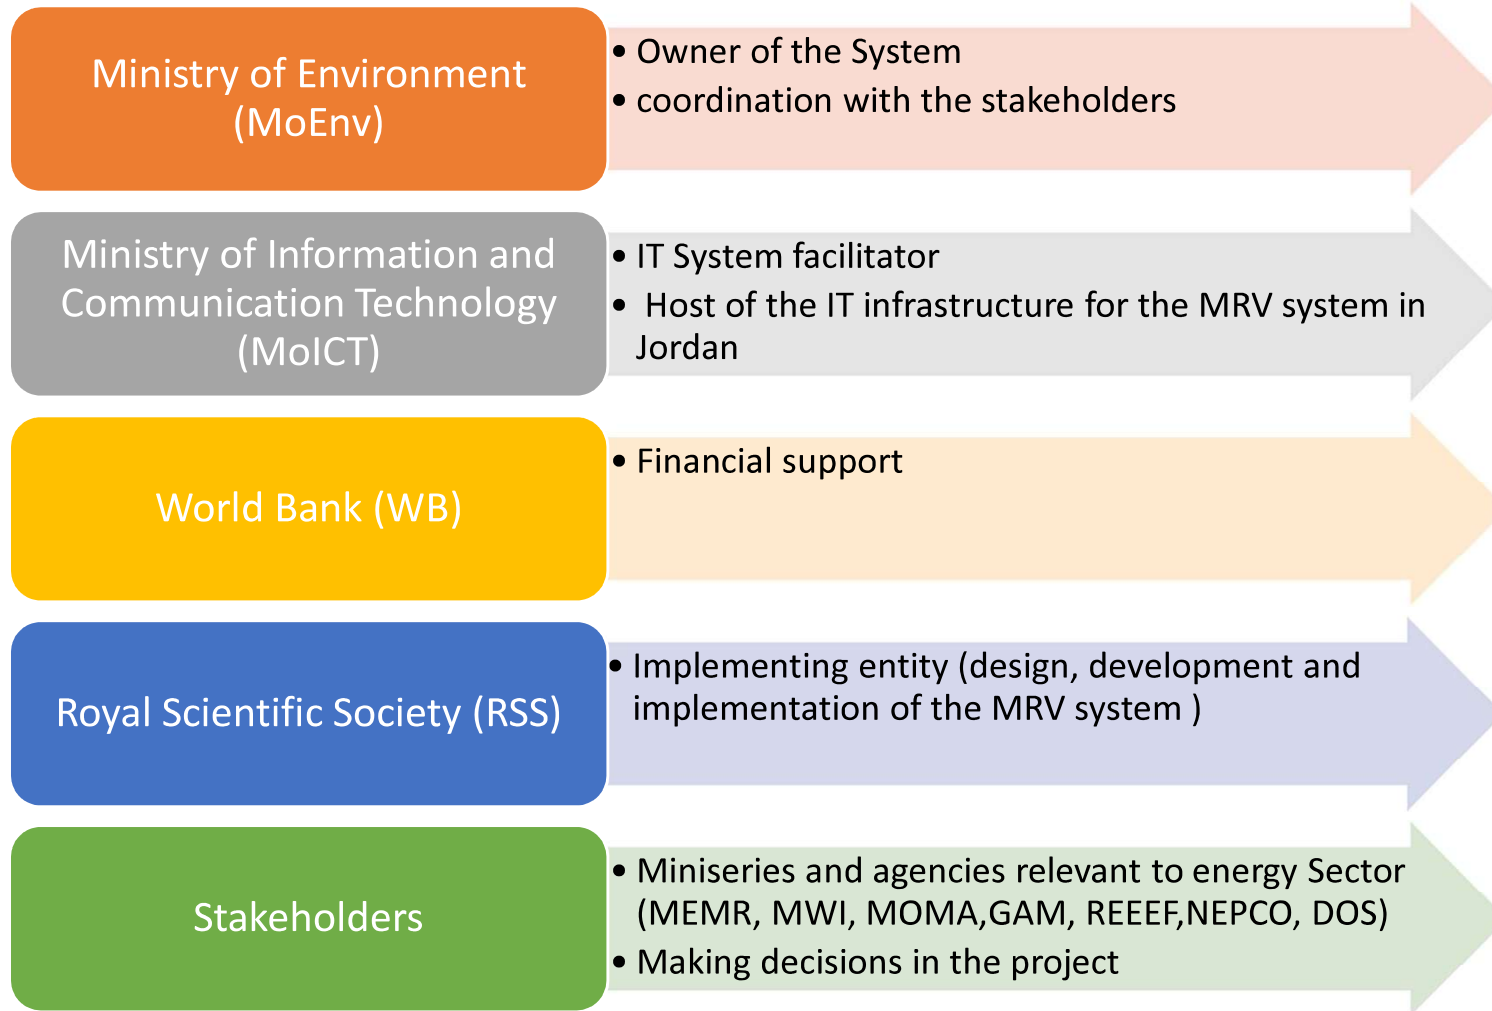 Ministry of Environment
(MoEnv)
• Owner of the System
• coordination with the stakeholders
Ministry of Information and
Communication Technology
(MoICT)
• IT System facilitator
• Host of the IT infrastructure for the MRV system in
Jordan
World Bank (WB)
• Financial support
Royal Scientific Society (RSS)
• Implementing entity (design, development and
implementation of the MRV system )
Stakeholders
• Miniseries and agencies relevant to energy Sector
(MEMR, MWI, MOMA,GAM, REEEF,NEPCO, DOS)
• Making decisions in the project